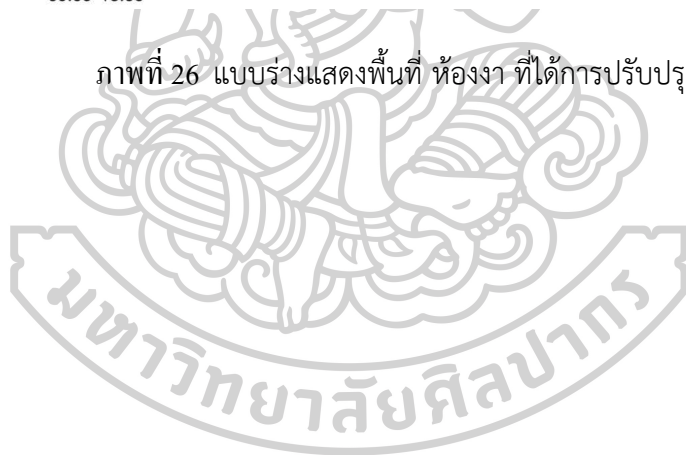 ภาพที่ 26 แบบร่างแสดงพื้นที่ ห้องงา ที่ได้การปรับปรุ
มหาวิทยาลัยศิลปากร